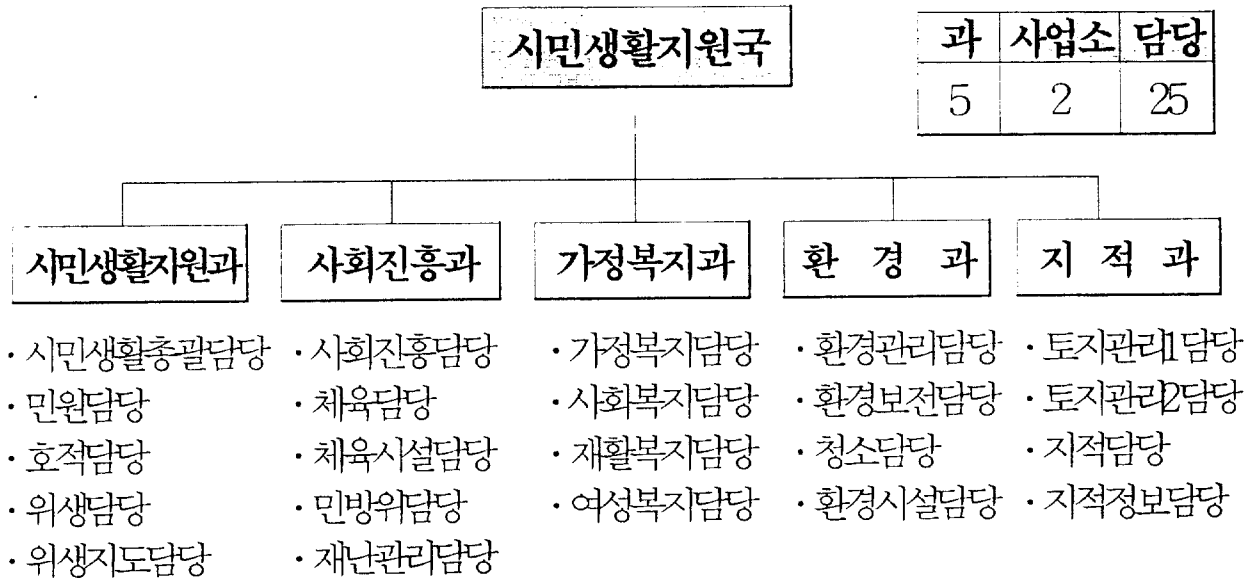 시민생활지원국
과 사업소 담당
5 2 25
시민생활지원과 사회진흥과 가정복지과 환 경 과 지 적 과
· 시민생활총괄담당 · 사회진흥담당 · 가정복지담당 · 환경관리담당 · 토지관리1담당
· 민원담당 · 체육담당 · 사회복지담당 · 환경보전담당 · 토지관리2담당
· 호적담당 · 체육시설담당 · 재활복지담당 · 청소담당 · 지적담당
· 위생담당 · 민방위담당 · 여성복지담당 · 환경시설담당 · 지적정보담당
· 위생지도담당 · 재난관리담당